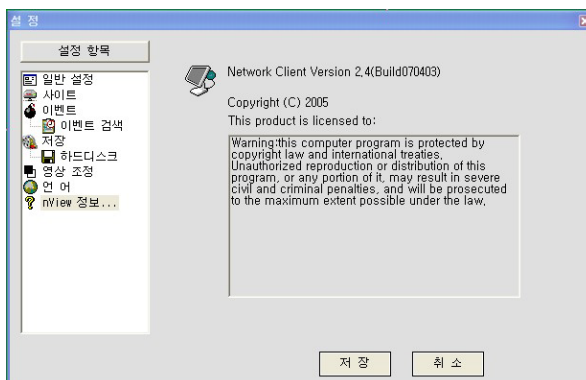 설 정
설정 항목
일반 설정
사이트
이벤트
이벤트 검색
저장
하드디스크
영상 조정
언 어
nView 정보...
Network Client Version 2,4(Build070403)
Copyright (C) 2005
This product is licensed to:
Warning:this computer program is protected by
copyright law and international treaties,
Unauthorized reproduction or distribution of this
program, or any portion of it, may result in severe
civil and criminal penalties, and will be prosecuted
to the maximum extent possible under the law,
저 장
취 소